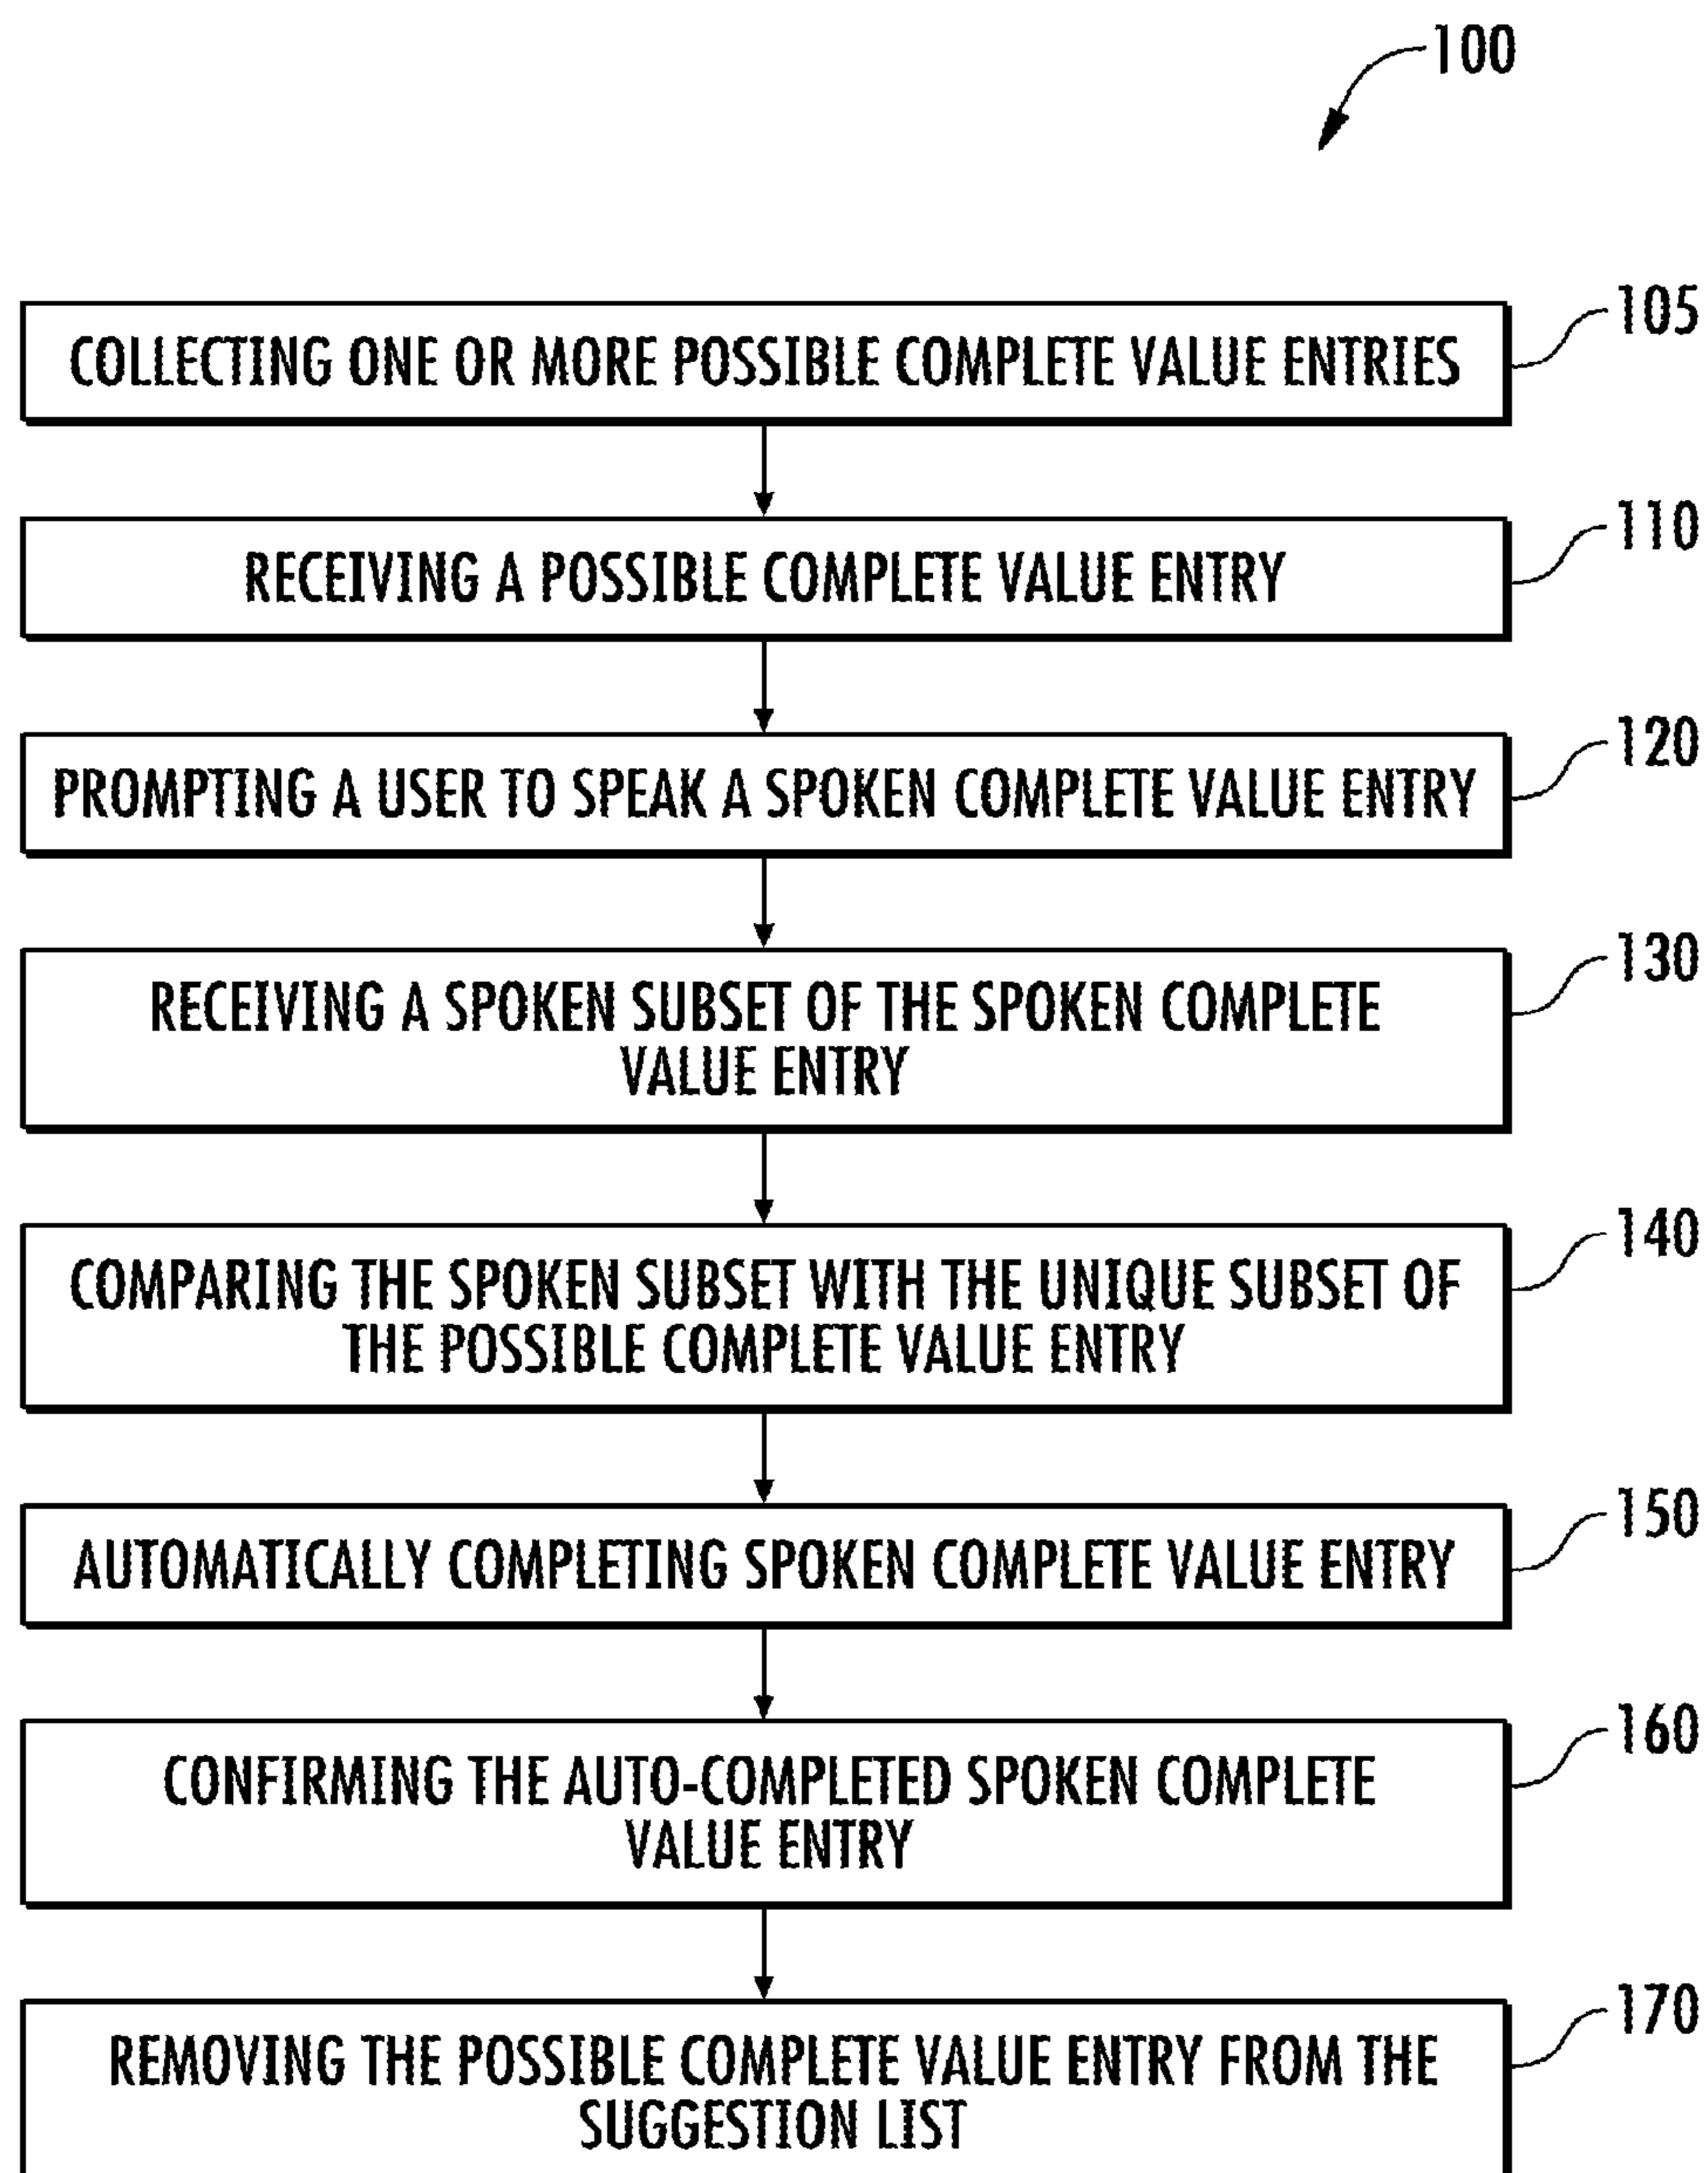 100
COLLECTING ONE OR MORE POSSIBLE COMPLETE VALUE ENTRIES
105
RECEIVING A POSSIBLE COMPLETE VALUE ENTRY
110
PROMPTING A USER TO SPEAK A SPOKEN COMPLETE VALUE ENTRY
120
RECEIVING A SPOKEN SUBSET OF THE SPOKEN COMPLETE
VALUE ENTRY
130
COMPARING THE SPOKEN SUBSET WITH THE UNIQUE SUBSET OF
THE POSSIBLE COMPLETE VALUE ENTRY
140
AUTOMATICALLY COMPLETING SPOKEN COMPLETE VALUE ENTRY
150
CONFIRMING THE AUTO-COMPLETED SPOKEN COMPLETE
VALUE ENTRY
160
REMOVING THE POSSIBLE COMPLETE VALUE ENTRY FROM THE
SUGGESTION LIST
170